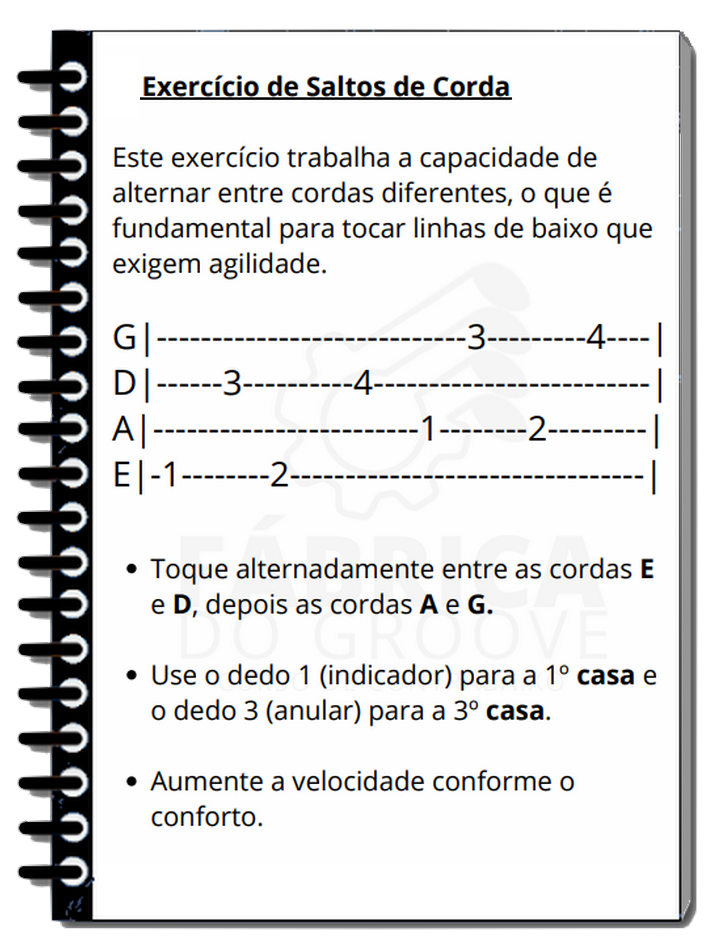 Exercício de Saltos de Corda
Este exercício trabalha a capacidade de
alternar entre cordas diferentes, o que é
fundamental para tocar linhas de baixo que
exigem agilidade.
G|----------------------------3---------4----|
D|------3----------4-------------------------|
A|------------------------1--------2---------|
E|-1--------2--------------------------------|
FÁBRICA
DO GROOVE
• Toque alternadamente entre as cordas E
e D, depois as cordas A e G.
• Use o dedo 1 (indicador) para a 1º casa e
o dedo 3 (anular) para a 3º casa.
• Aumente a velocidade conforme o
conforto.